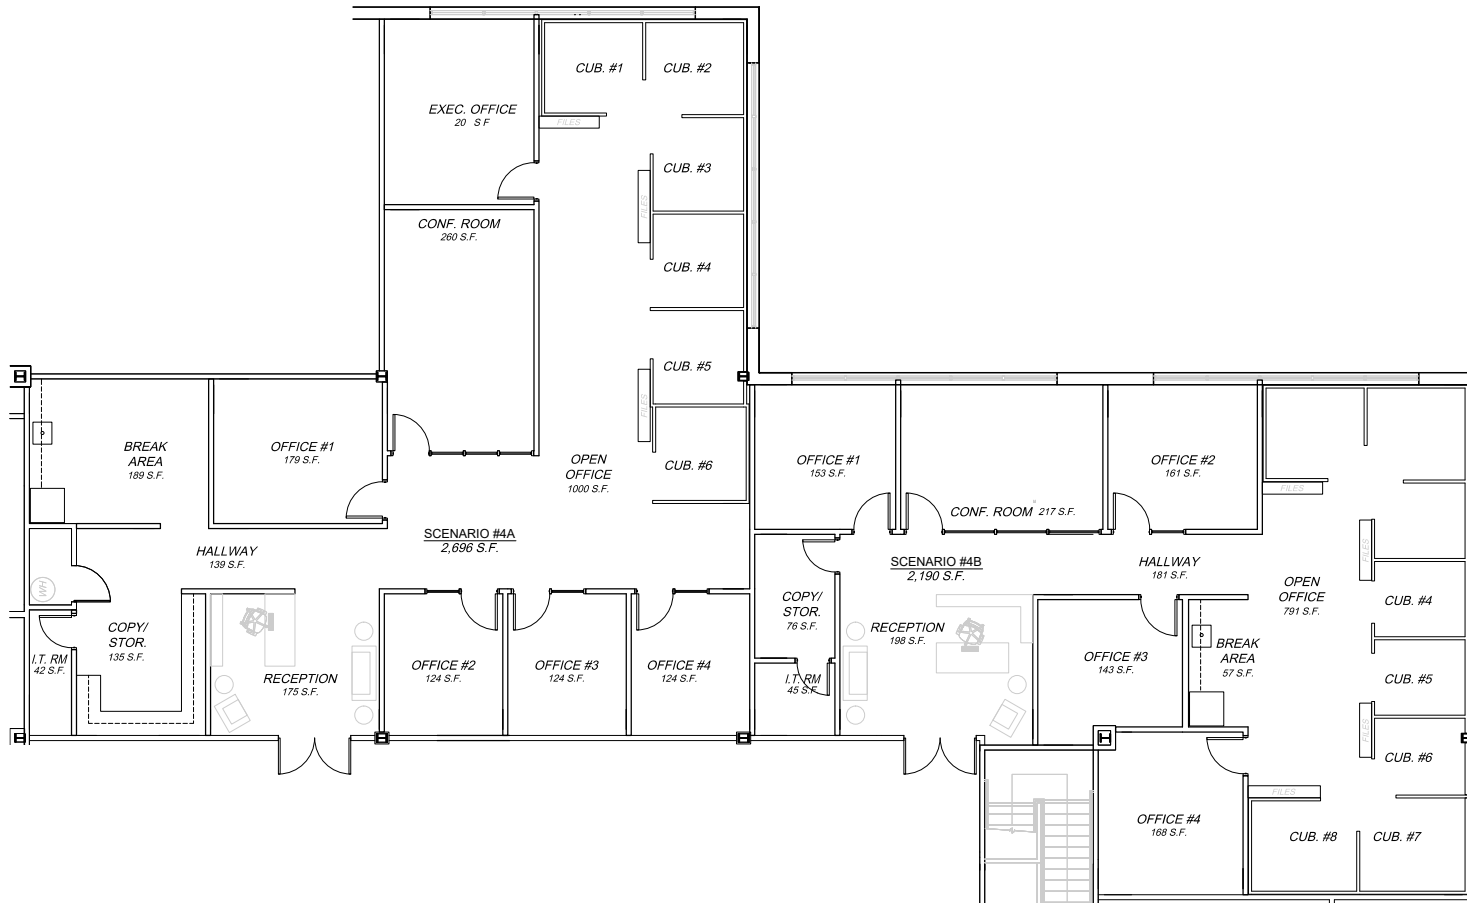 CUB. #1
CUB. #2
EXEC. OFFICE
20 S F
FILES
CUB. #3
FILES
CONF. ROOM
260 S.F.
CUB. #4
CUB. #5
FILES
CUB. #6
BREAK
AREA
189 S.F.
OFFICE #1
179 S.F.
OPEN
OFFICE
1000 S.F.
SCENARIO #4A
2,696 S.F.
HALLWAY
139 S.F.
WH
COPY/
STOR.
135 S.F.
I.T. RM
42 S.F.
RECEPTION
175 S.F.
OFFICE #2
124 S.F.
OFFICE #3
124 S.F.
OFFICE #4
124 S.F.
OFFICE #1
153 S.F.
CONF. ROOM 217 S.F.
OFFICE #2
161 S.F.
FILES
SCENARIO #4B
2,190 S.F.
HALLWAY
181 S.F.
FILES
OPEN
OFFICE
791 S.F.
CUB. #4
COPY/
STOR.
76 S.F.
RECEPTION
198 S.F.
I.T. RM
45 S.F.
OFFICE #3
143 S.F.
BREAK
AREA
57 S.F.
CUB. #5
FILES
CUB. #6
FILES
OFFICE #4
168 S.F.
CUB. #8
CUB. #7